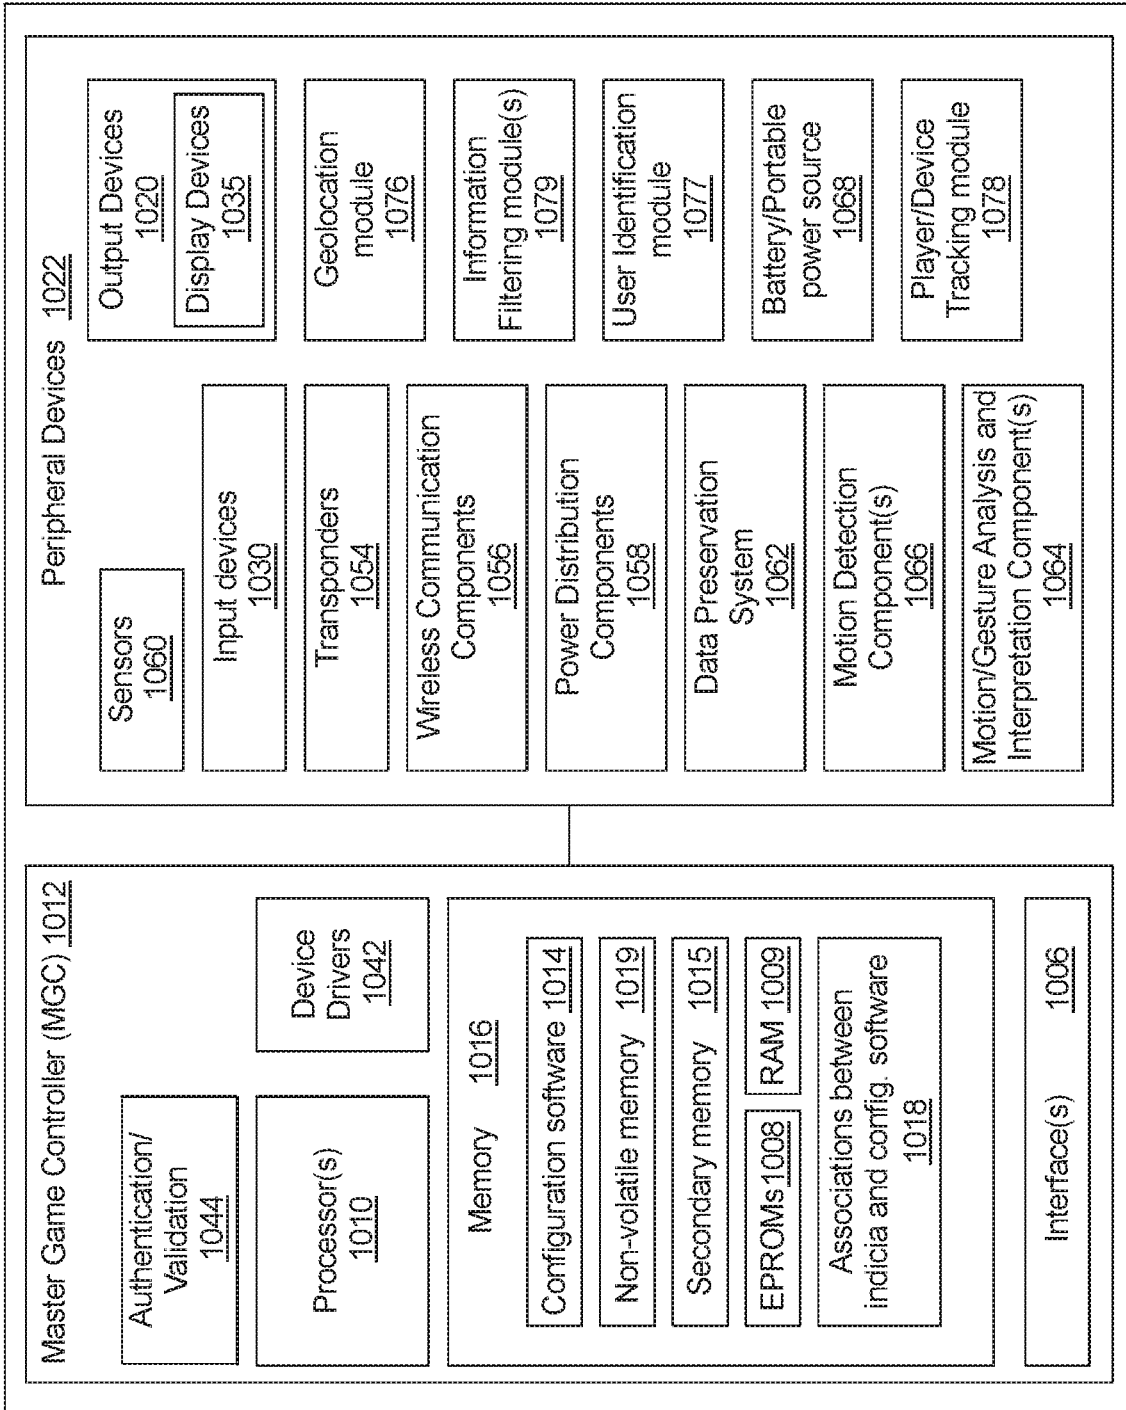 Master Game Controller (MGC) 1012
Authentication/
Validation
1044
Processor(s)
1010
Device
Drivers
1042
Memory 1016
Configuration software 1014
Non-volatile memory 1019
Secondary memory 1015
EPROMs1008
RAM 1009
Associations between
indicia and config. software
1018
Interface(s) 1006
Peripheral Devices 1022
Sensors
1060
Input devices
1030
Transponders
1054
Wireless Communication
Components
1056
Power Distribution
Components
1058
Data Preservation
System
1062
Motion Detection
Component(s)
1066
Motion/Gesture Analysis and
Interpretation Component(s)
1064
Output Devices
1020
Display Devices
1035
Geolocation
module
1076
Information
Filtering module(s)
1079
User Identification
module
1077
Battery/Portable
power source
1068
Player/Device
Tracking module
1078